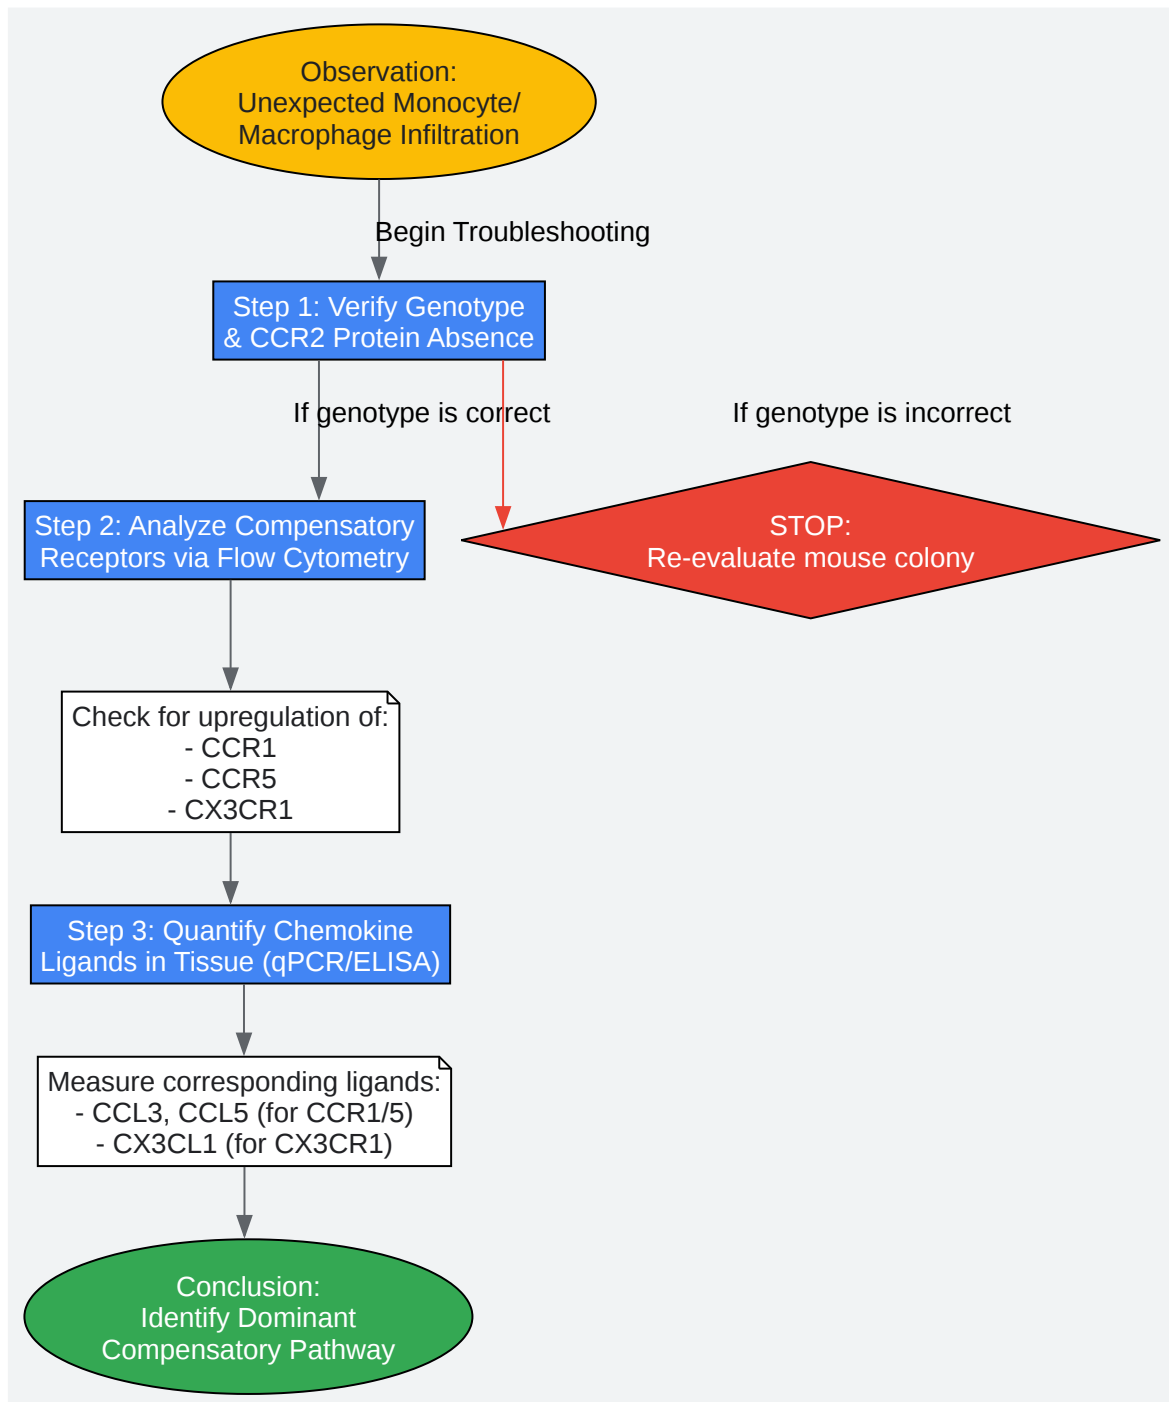 Observation:
Unexpected Monocyte/
Macrophage Infiltration
Begin Troubleshooting
Step 1: Verify Genotype
& CCR2 Protein Absence
If genotype is correct
If genotype is incorrect
Step 2: Analyze Compensatory
Receptors via Flow Cytometry
STOP:
Re-evaluate mouse colony
Check for upregulation of:
- CCR1
- CCR5
- CX3CR1
Step 3: Quantify Chemokine
Ligands in Tissue (qPCR/ELISA)
Measure corresponding ligands:
- CCL3, CCL5 (for CCR1/5)
- CX3CL1 (for CX3CR1)
Conclusion:
Identify Dominant
Compensatory Pathway